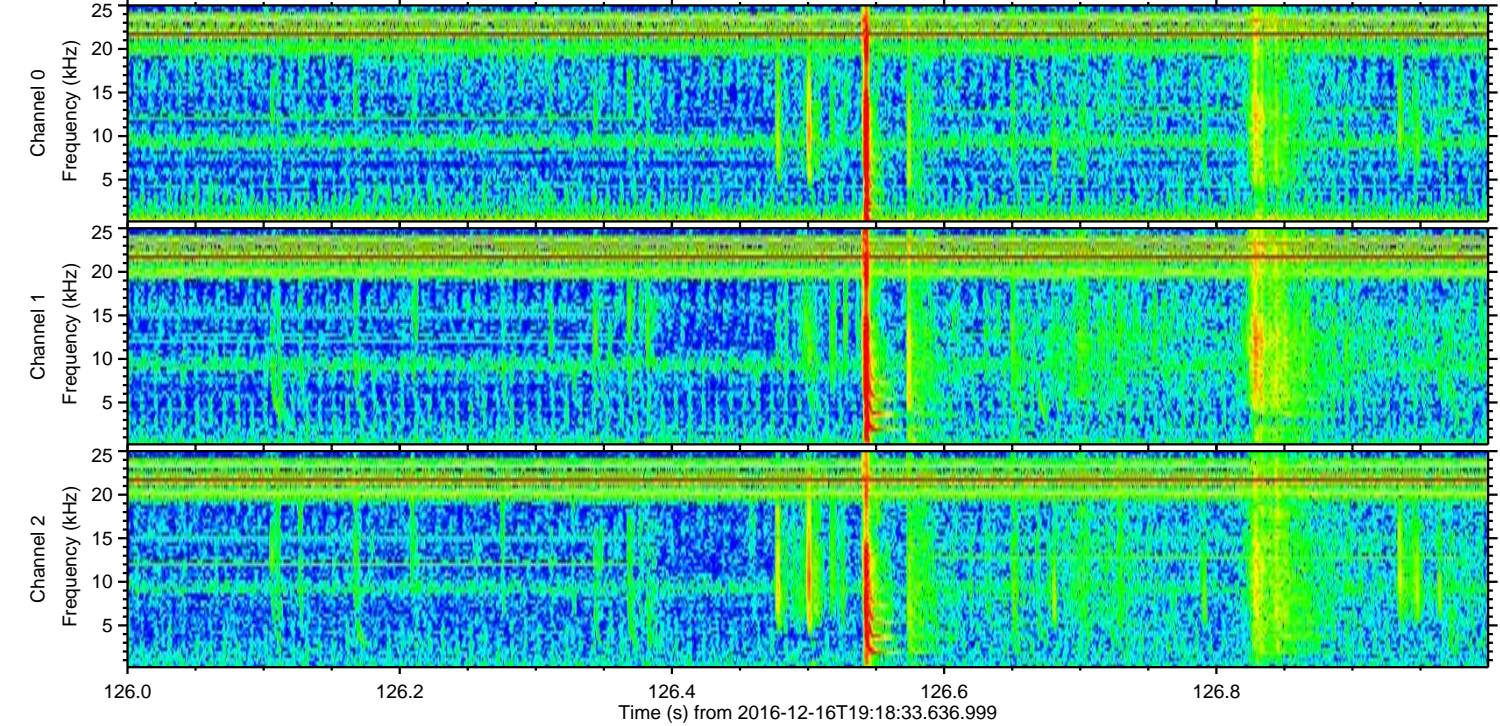 25
20
15
10
5
Channel 0
Frequency (kHz)
25
20
15
10
5
Channel 1
Frequency (kHz)
25
20
15
10
5
Channel 2
Frequency (kHz)
126.0 126.2 126.4 126.6 126.8
Time (s) from 2016-12-16T19:18:33.636.999